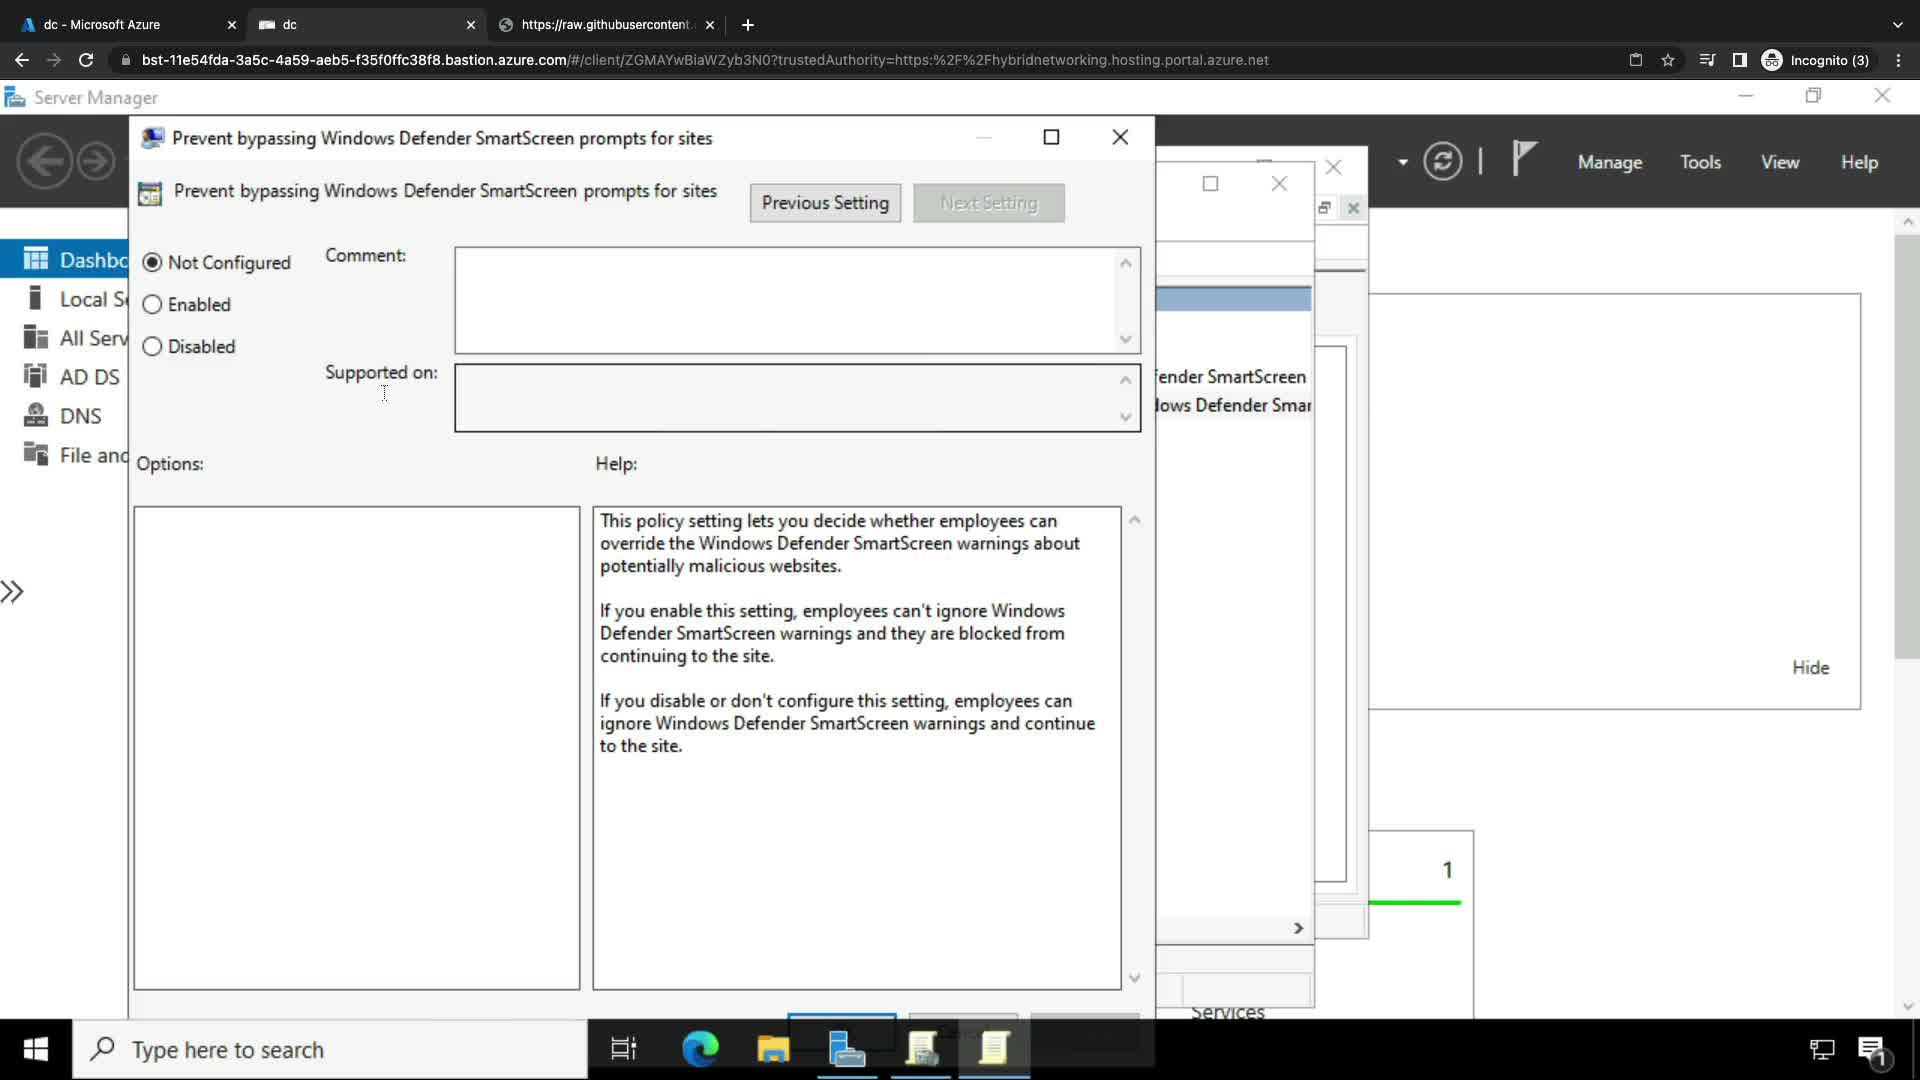 dc - Microsoft Azure
dc
https://raw.githubusercontent.
bst-11e54fda-3a5c-4a59-aeb5-f35f0ffc38f8.bastion.azure.com/#/client/ZGMAYwBiaWZyb3N0?trustedAuthority=https:%2F%2Fhybridnetworking.hosting.portal.azure.net
Incognito (3)
Server Manager
Manage
Tools
View
Help
Prevent bypassing Windows Defender SmartScreen prompts for sites
Prevent bypassing Windows Defender SmartScreen prompts for sites
Previous Setting
Next Setting
Not Configured
Enabled
Disabled
Comment:
Supported on:
Options:
Help:
This policy setting lets you decide whether employees can
override the Windows Defender SmartScreen warnings about
potentially malicious websites.
If you enable this setting, employees can't ignore Windows
Defender SmartScreen warnings and they are blocked from
continuing to the site.
If you disable or don't configure this setting, employees can
ignore Windows Defender SmartScreen warnings and continue
to the site.
Dashbc
Local Se
All Serv
AD DS
DNS
File and
fender SmartScreen
dows Defender Smar
Hide
1
Services
Type here to search
1